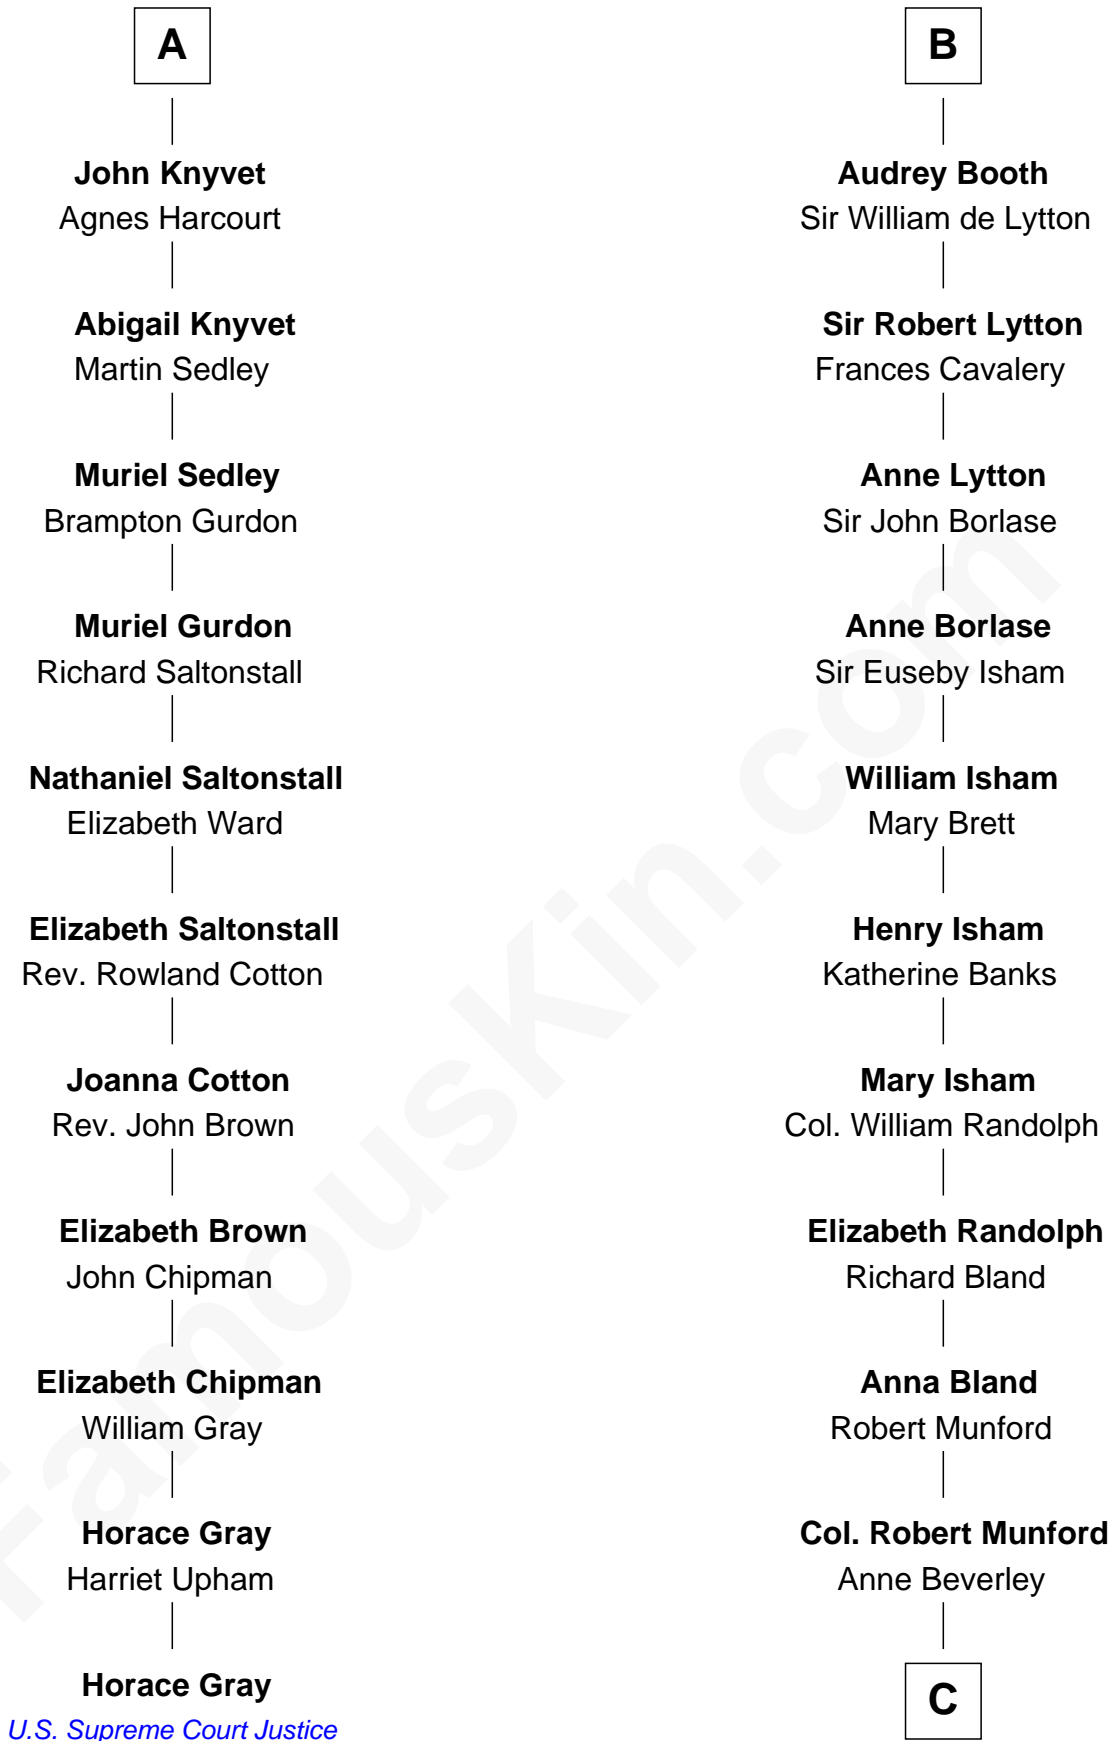 A
John Knyvet
Agnes Harcourt
Abigail Knyvet
Martin Sedley
Muriel Sedley
Brampton Gurdon
Muriel Gurdon
Richard Saltonstall
Nathaniel Saltonstall
Elizabeth Ward
Elizabeth Saltonstall
Rev. Rowland Cotton
Joanna Cotton
Rev. John Brown
Elizabeth Brown
John Chipman
Elizabeth Chipman
William Gray
Horace Gray
Harriet Upham
Horace Gray
U.S. Supreme Court Justice
B
Audrey Booth
Sir William de Lytton
Sir Robert Lytton
Frances Cavalery
Anne Lytton
Sir John Borlase
Anne Borlase
Sir Euseby Isham
William Isham
Mary Brett
Henry Isham
Katherine Banks
Mary Isham
Col. William Randolph
Elizabeth Randolph
Richard Bland
Anna Bland
Robert Munford
Col. Robert Munford
Anne Beverley
C
FamousKin.com